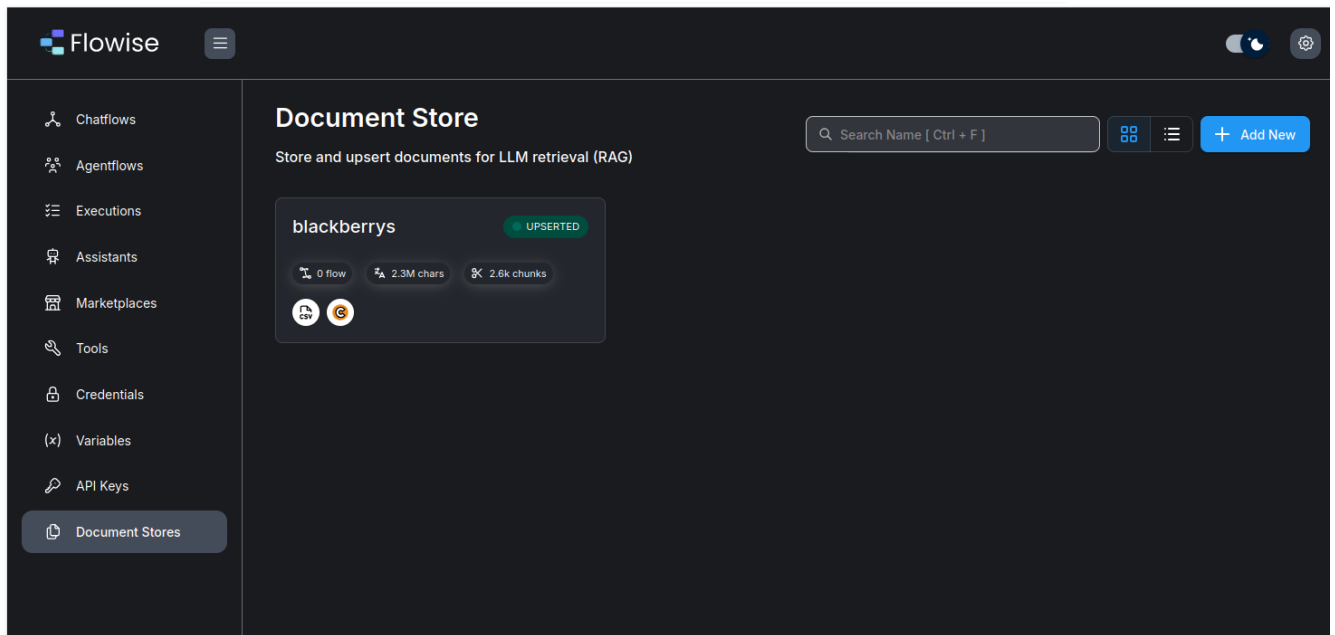 Flowise
Chatflows
Agentflows
Executions
Assistants
Marketplaces
Tools
Credentials
(x) Variables
API Keys
Document Stores
Document Store
Store and upsert documents for LLM retrieval (RAG)
Search Name [ Ctrl + F ]
+ Add New
blackberrys
UPSERTED
0 flow 2.3M chars 2.6k chunks
CSV